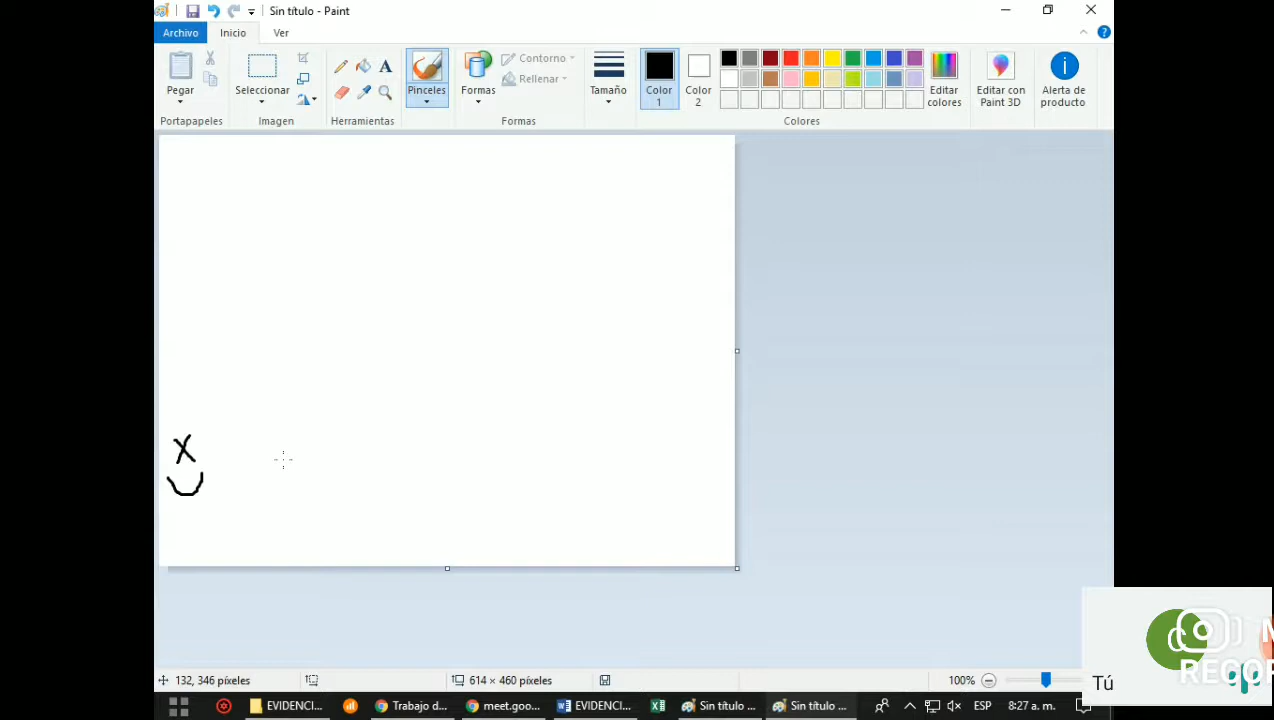 Sin título - Paint
Archivo Inicio Ver
Pegar
Seleccionar
Pinceles
Formas
Contorno
Rellenar
Tamaño
Color 1
Color 2
Editar colores
Editar con Paint 3D
Alerta de producto
Portapapeles Imagen Herramientas Formas Colores
X
132, 346 píxeles 614 × 460 píxeles 100%
C
RECOR
Tú
EVIDENCI... Trabajo d... meet.goo... EVIDENCI... Sin título ... Sin título ... ESP 8:27 a. m.